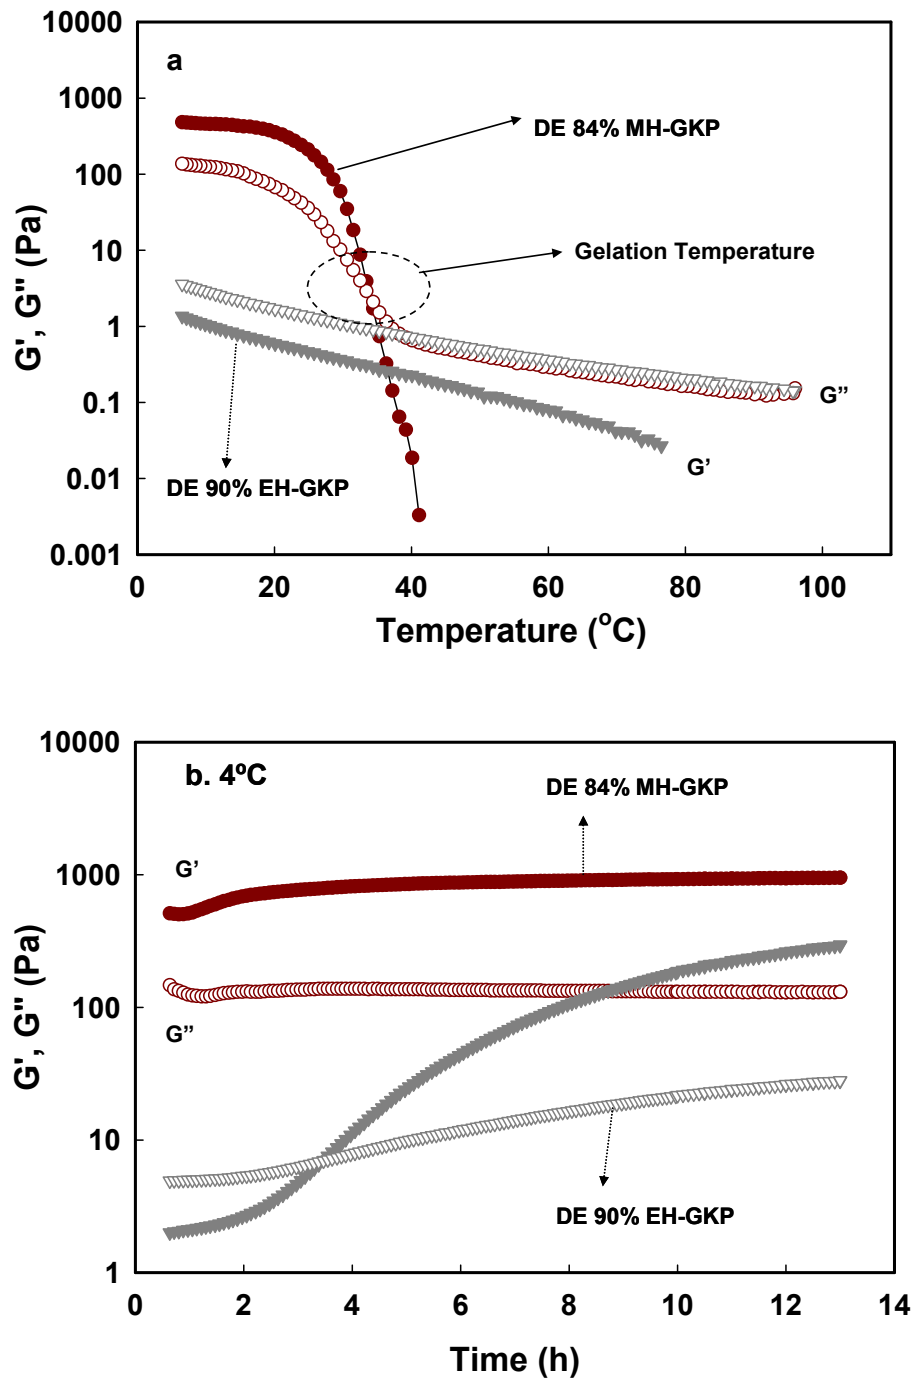 10000
a
1000
DE 84% MH-GKP
100
10
Gelation Temperature
1
0.1
G”
G’
DE 90% EH-GKP
0.01
0.001
G', G" (Pa)
0 20 40 60 80 100
Temperature (°C)
10000
b. 4ºC
DE 84% MH-GKP
1000
G’
100
G”
10
DE 90% EH-GKP
1
G', G" (Pa)
0 2 4 6 8 10 12 14
Time (h)